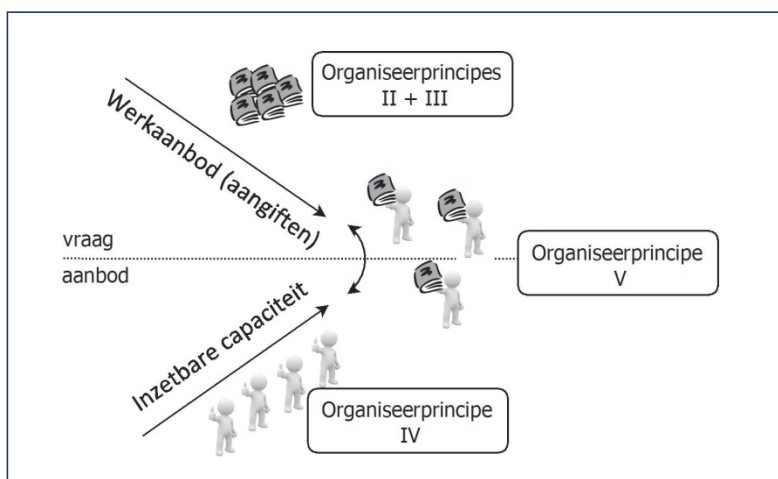 Organiseerprincipes
II + III
Werkaanbod (aangiften)
vraag
aanbod
Organiseerprincipe
V
Inzetbare capaciteit
Organiseerprincipe
IV